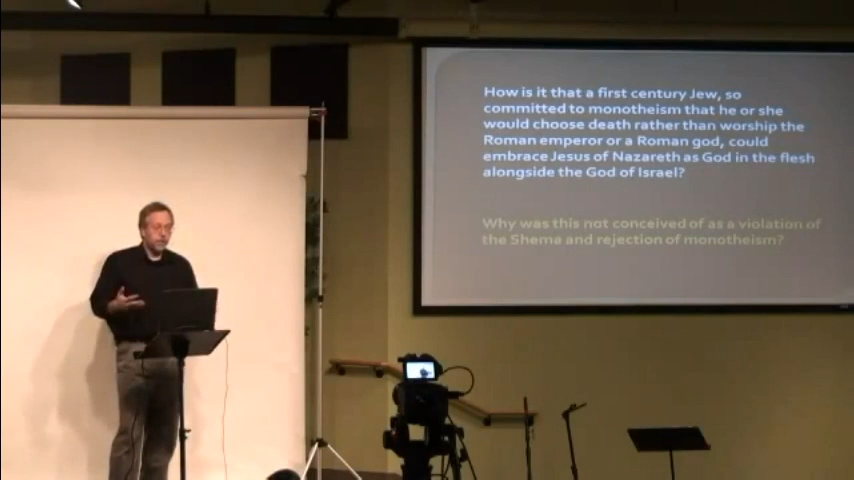 How is it that a first century Jew, so
committed to monotheism that he or she
would choose death rather than worship the
Roman emperor or a Roman god, could
embrace Jesus of Nazareth as God in the flesh
alongside the God of Israel?
Why was this not conceived of as a violation of
the Shema and rejection of monotheism?